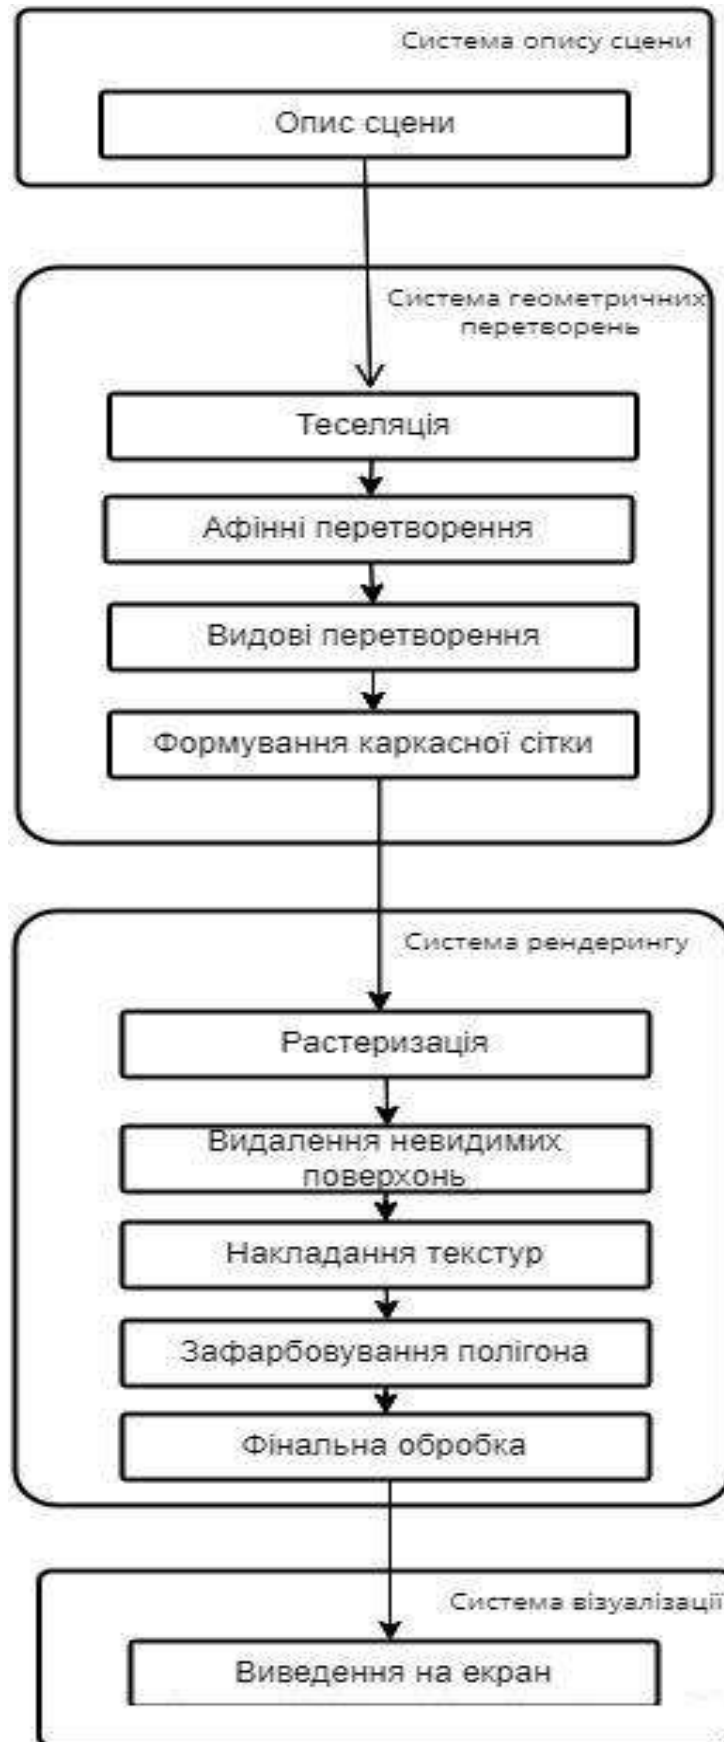 Система опису сцени
Опис сцени
Система геометричних
перетворень
Теселяція
Афінні перетворення
Видові перетворення
Формування каркасної сітки
Система рендерингу
Растеризація
Видалення невидимих
поверхонь
Накладання текстур
Зафарбовування полігона
Фінальна обробка
Система візуалізації
Виведення на екран